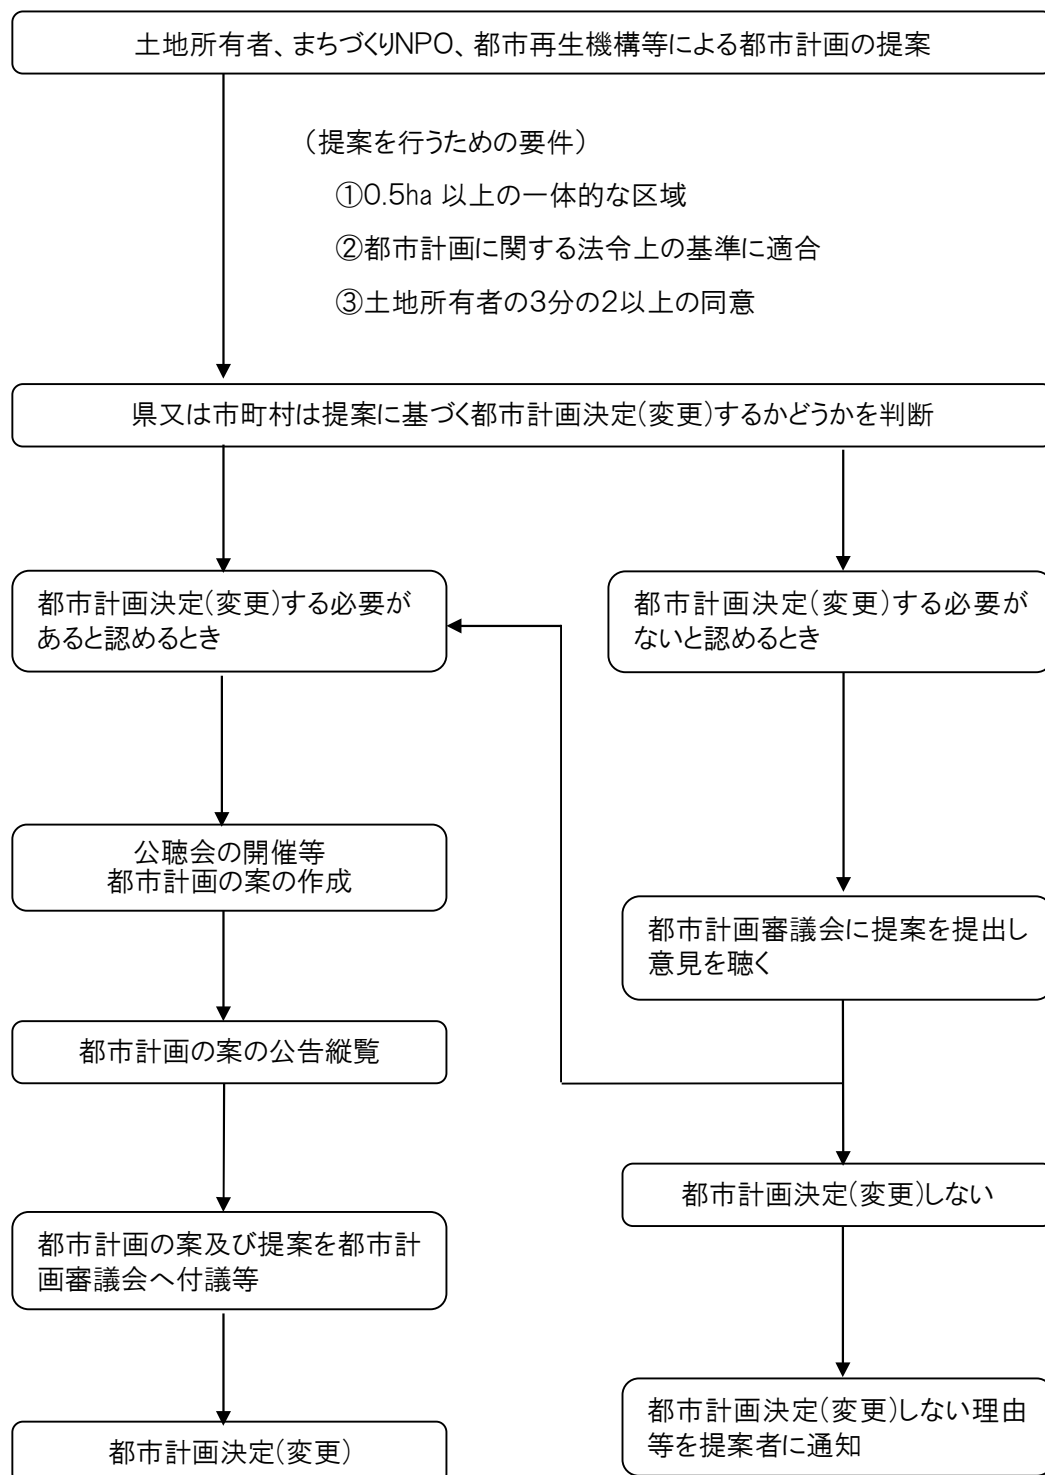 土地所有者、まちづくりNPO、都市再生機構等による都市計画の提案
（提案を行うための要件）
①0.5ha 以上の一体的な区域
②都市計画に関する法令上の基準に適合
③土地所有者の3分の2以上の同意
県又は市町村は提案に基づく都市計画決定(変更)するかどうかを判断
都市計画決定(変更)する必要が
あると認めるとき
都市計画決定(変更)する必要が
ないと認めるとき
公聴会の開催等
都市計画の案の作成
都市計画審議会に提案を提出し
意見を聴く
都市計画の案の公告縦覧
都市計画決定(変更)しない
都市計画の案及び提案を都市計
画審議会へ付議等
都市計画決定(変更)しない理由
等を提案者に通知
都市計画決定(変更)